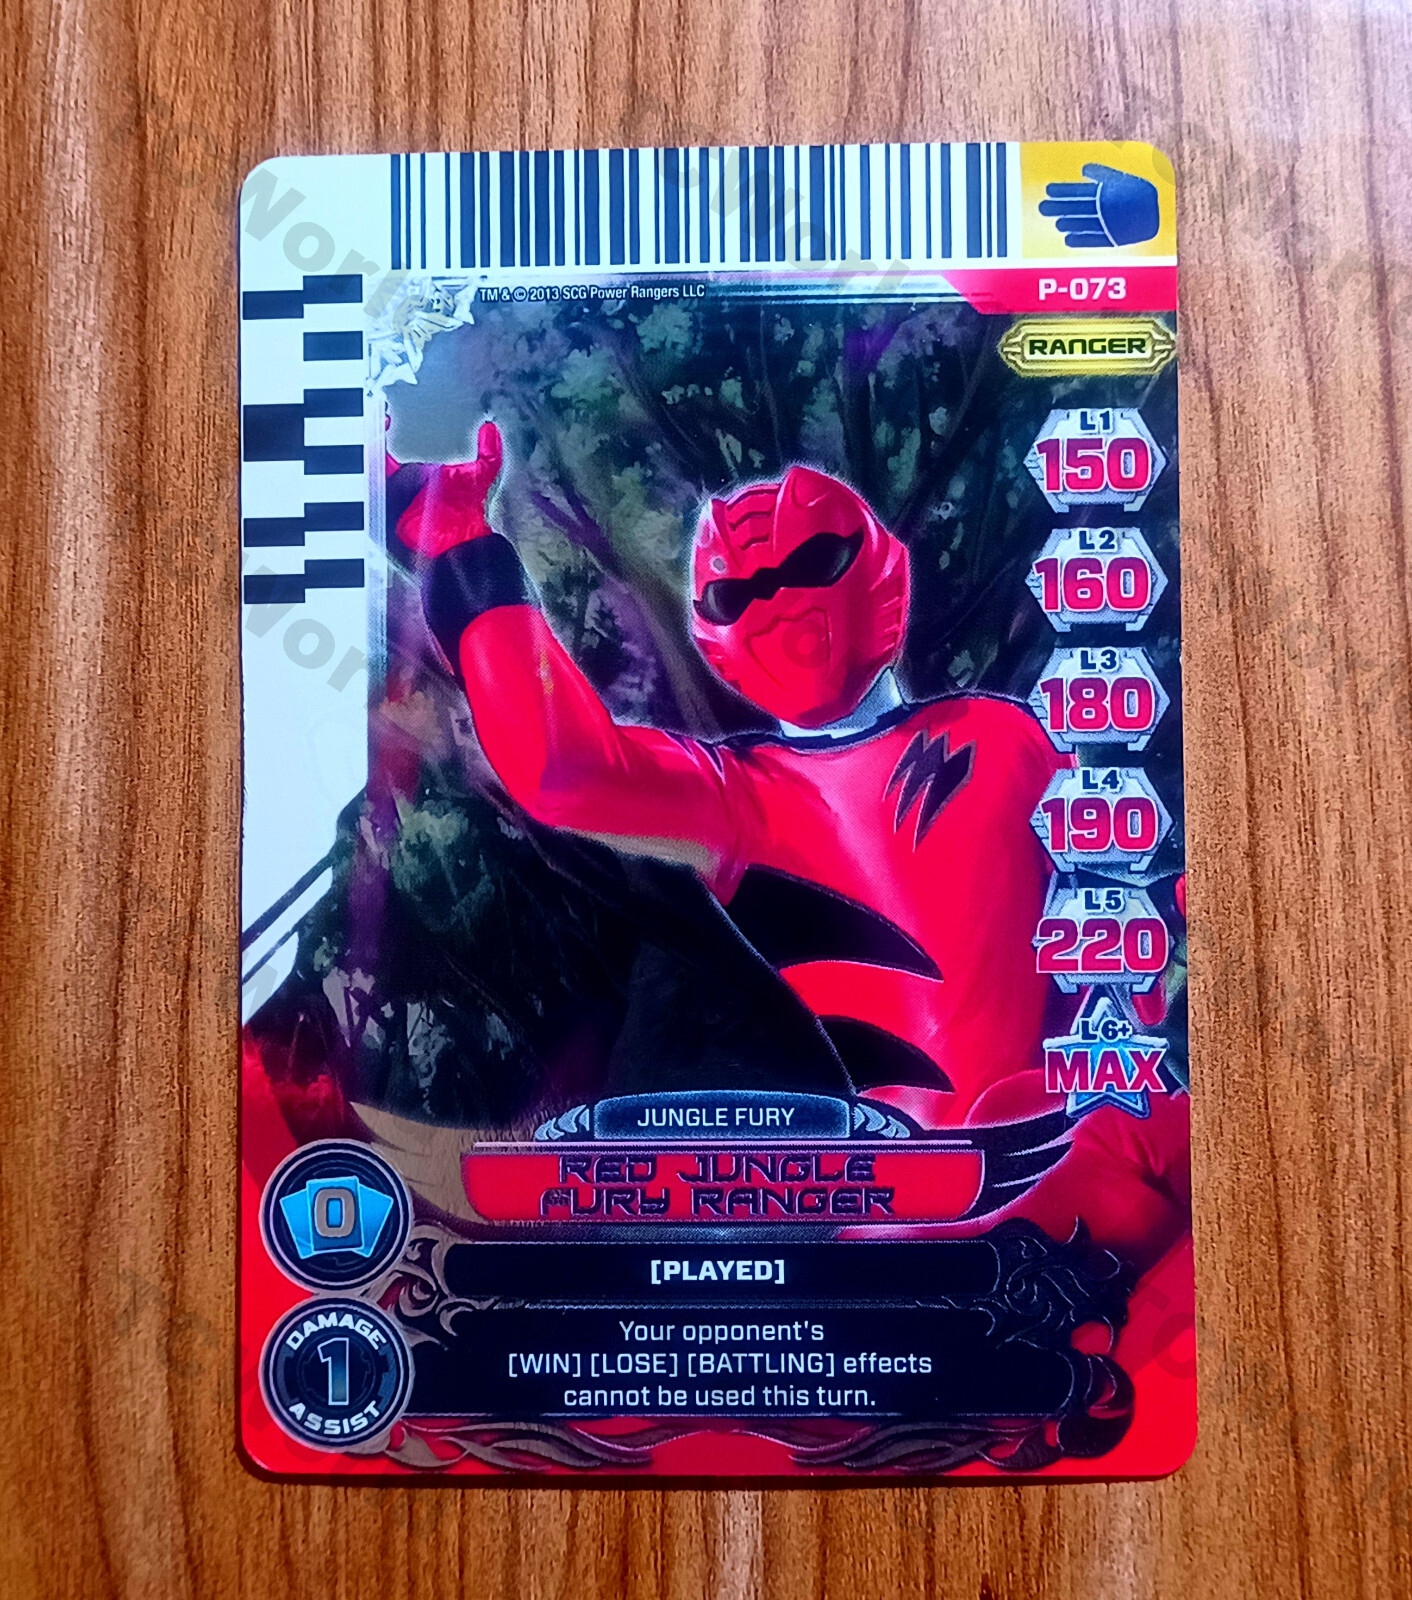 TM & © 2013 SCG Power Rangers LLC
P-073
RANGER
L1
150
L2
160
L3
180
L4
190
L5
220
L6+
MAX
JUNGLE FURY
RED JUNGLE
FURY RANGER
0
[PLAYED]
DAMAGE
1
ASSIST
Your opponent's
[WIN] [LOSE] [BATTLING] effects
cannot be used this turn.